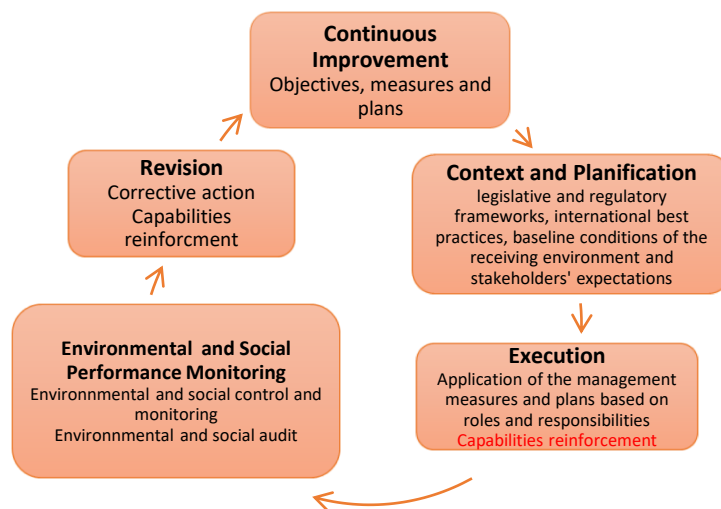 Continuous
Improvement
Objectives, measures and
plans
Context and Planification
legislative and regulatory
frameworks, international best
practices, baseline conditions of the
receiving environment and
stakeholders' expectations
Execution
Application of the management
measures and plans based on
roles and responsibilities
Capabilities reinforcement
Environmental and Social
Performance Monitoring
Environnmental and social control and
monitoring
Environnmental and social audit
Revision
Corrective action
Capabilities
reinforcment